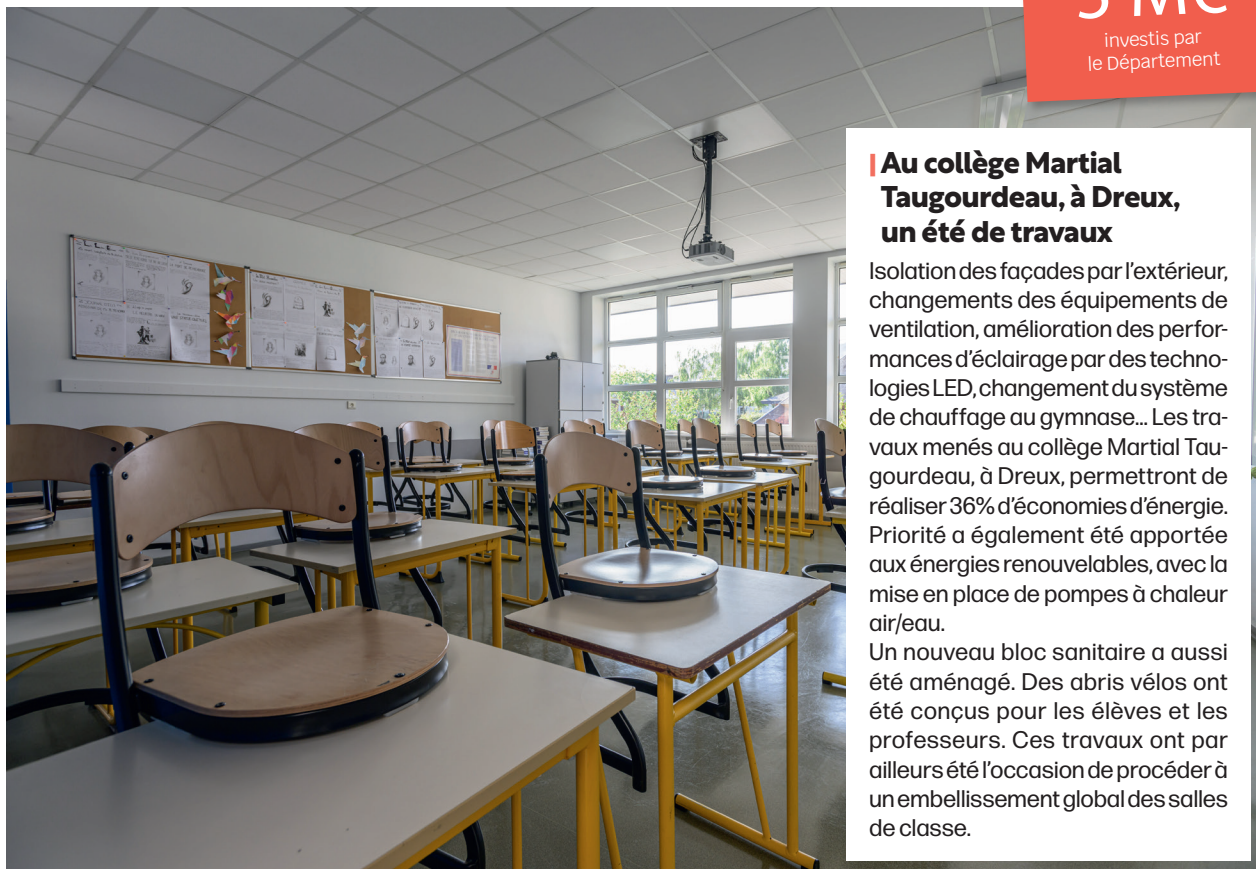 investis par
le Département
Au collège Martial
Taugourdeau, à Dreux,
un été de travaux
Isolation des façades par l’extérieur,
changements des équipements de
ventilation, amélioration des perfor-
mances d’éclairage par des techno-
logies LED, changement du système
de chauffage au gymnase... Les tra-
vaux menés au collège Martial Tau-
gourdeau, à Dreux, permettront de
réaliser 36% d’économies d’énergie.
Priorité a également été apportée
aux énergies renouvelables, avec la
mise en place de pompes à chaleur
air/eau.
Un nouveau bloc sanitaire a aussi
été aménagé. Des abris vélos ont
été conçus pour les élèves et les
professeurs. Ces travaux ont par
ailleurs été l’occasion de procéder à
un embellissement global des salles
de classe.